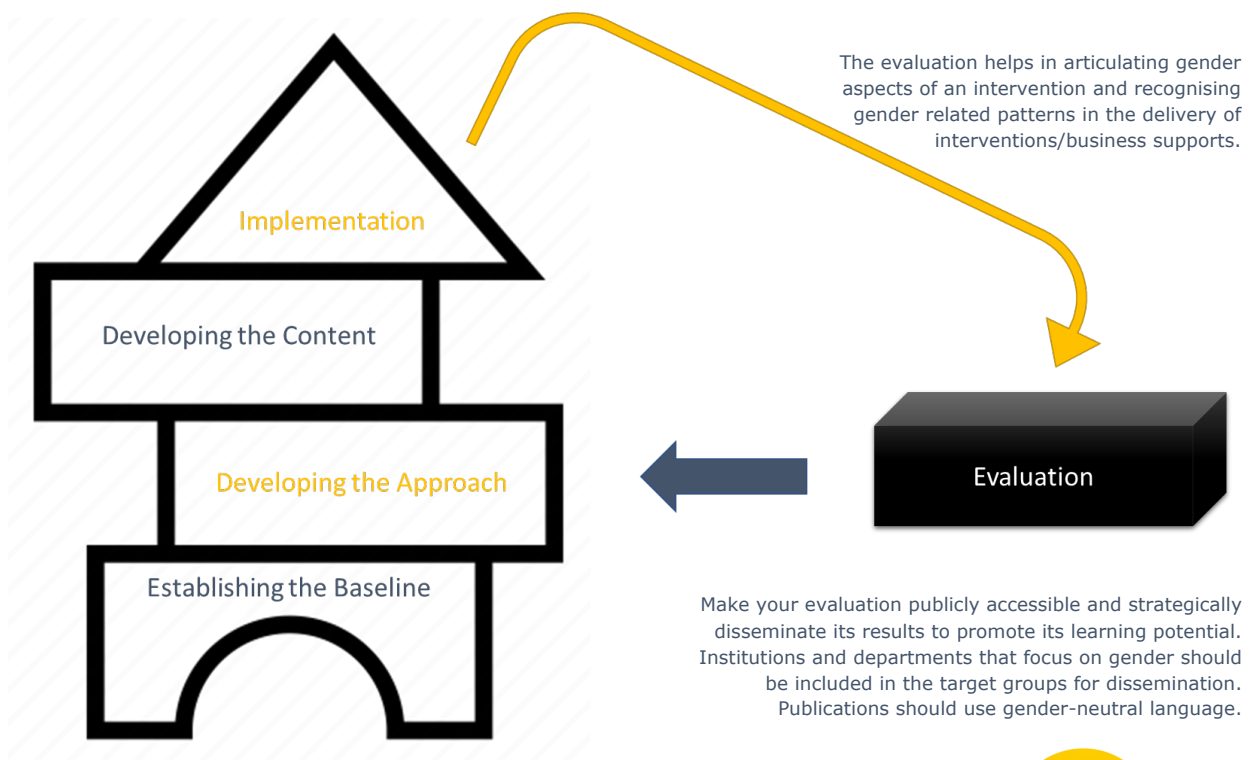 The evaluation helps in articulating gender
aspects of an intervention and recognising
gender related patterns in the delivery of
interventions/business supports.
Implementation
Developing the Content
Developing the Approach
Evaluation
Establishing the Baseline
Make your evaluation publicly accessible and strategically
disseminate its results to promote its learning potential.
Institutions and departments that focus on gender should
be included in the target groups for dissemination.
Publications should use gender-neutral language.